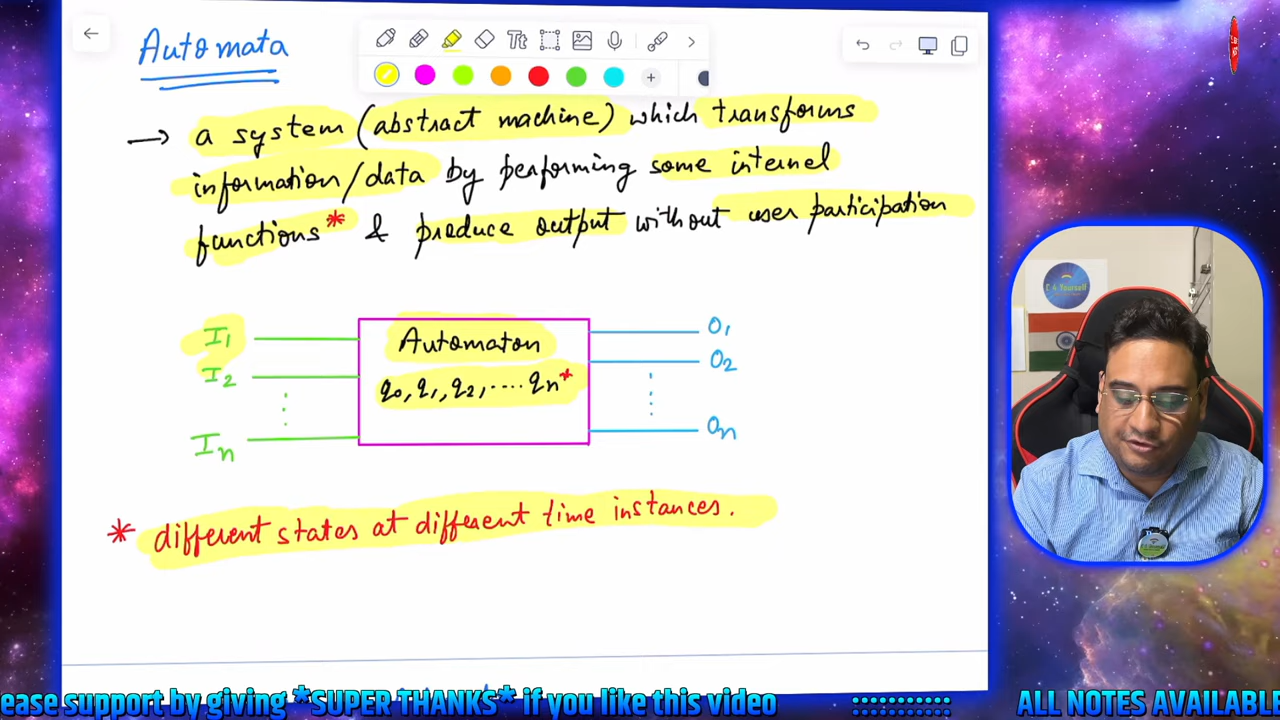 Automata
Tt
→ a system (abstract machine) which transforms
information/data by performing some internel
functions* & produce output without user participation
I1 Automaton O1
I2 q0, q1, q2, .... qn* O2
In On
* different states at different time instances.
ease support by giving *SUPER THANKS* if you like this video
ALL NOTES AVAILABLE